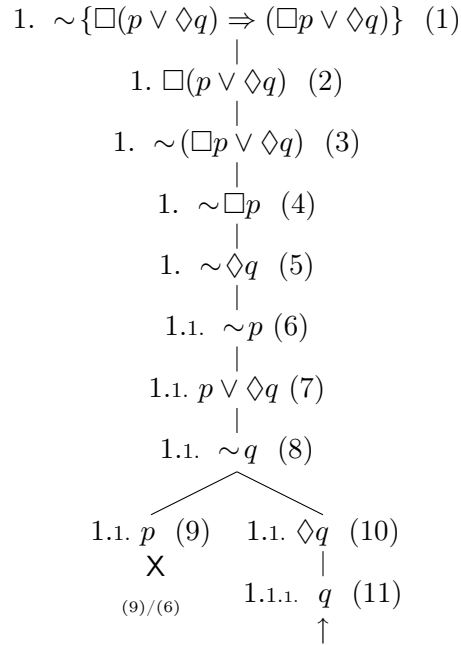 1. ∼{□(p ∨ ◊q) ⇒ (□p ∨ ◊q)} (1)
1. □(p ∨ ◊q) (2)
1. ∼(□p ∨ ◊q) (3)
1. ∼□p (4)
1. ∼◊q (5)
1.1. ∼p (6)
1.1. p ∨ ◊q (7)
1.1. ∼q (8)
1.1. p (9) 1.1. ◊q (10)
X
(9)/(6) 1.1.1. q (11)
↑